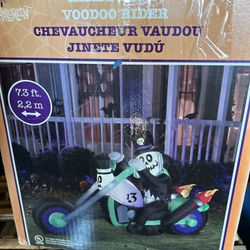 VOODOO RIDER
CHEVAUCHEUR VAUDOU
JINETE VUDÚ
7.3 ft.
2,2 m
13